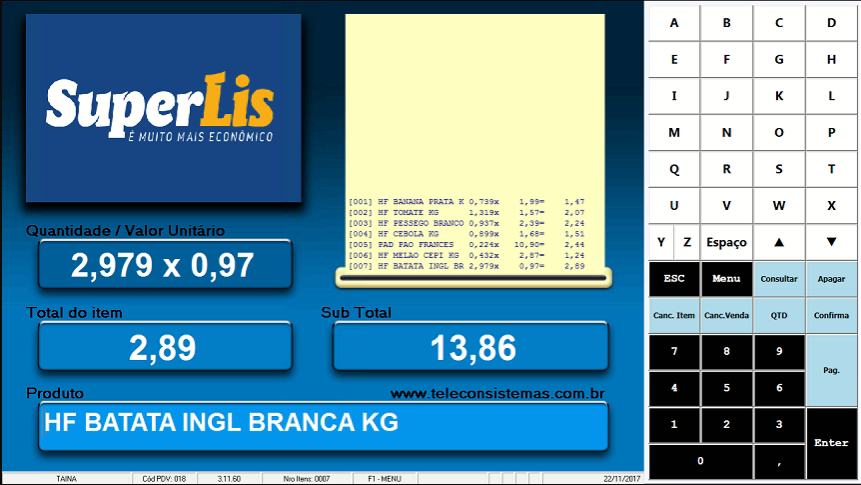 SuperLis
É MUITO MAIS ECONÔMICO
[001] HF BANANA PRATA K 0,739x 1,99= 1,47
[002] HF TOMATE KG 1,319x 1,57= 2,07
[003] HF PESSEGO BRANCO 0,937x 2,39= 2,24
[004] HF CEBOLA KG 0,899x 1,68= 1,51
[005] PAD PAO FRANCES 0,224x 10,90= 2,44
[006] HF MELAO CEPI KG 0,432x 2,87= 1,24
[007] HF BATATA INGL BR 2,979x 0,97= 2,89
Quantidade / Valor Unitário
2,979 x 0,97
Total do item
2,89
Sub Total
13,86
Produto
www.teleconsistemas.com.br
HF BATATA INGL BRANCA KG
TAINA Cód PDV: 018 3.11.60 Nro Itens: 0007 F1 - MENU 22/11/2017
A B C D
E F G H
I J K L
M N O P
Q R S T
U V W X
Y Z Espaço ▲ ▼
ESC Menu Consultar Apagar
Canc. Item Canc.Venda QTD Confirma
7 8 9
Pag.
4 5 6
1 2 3
Enter
0 ,